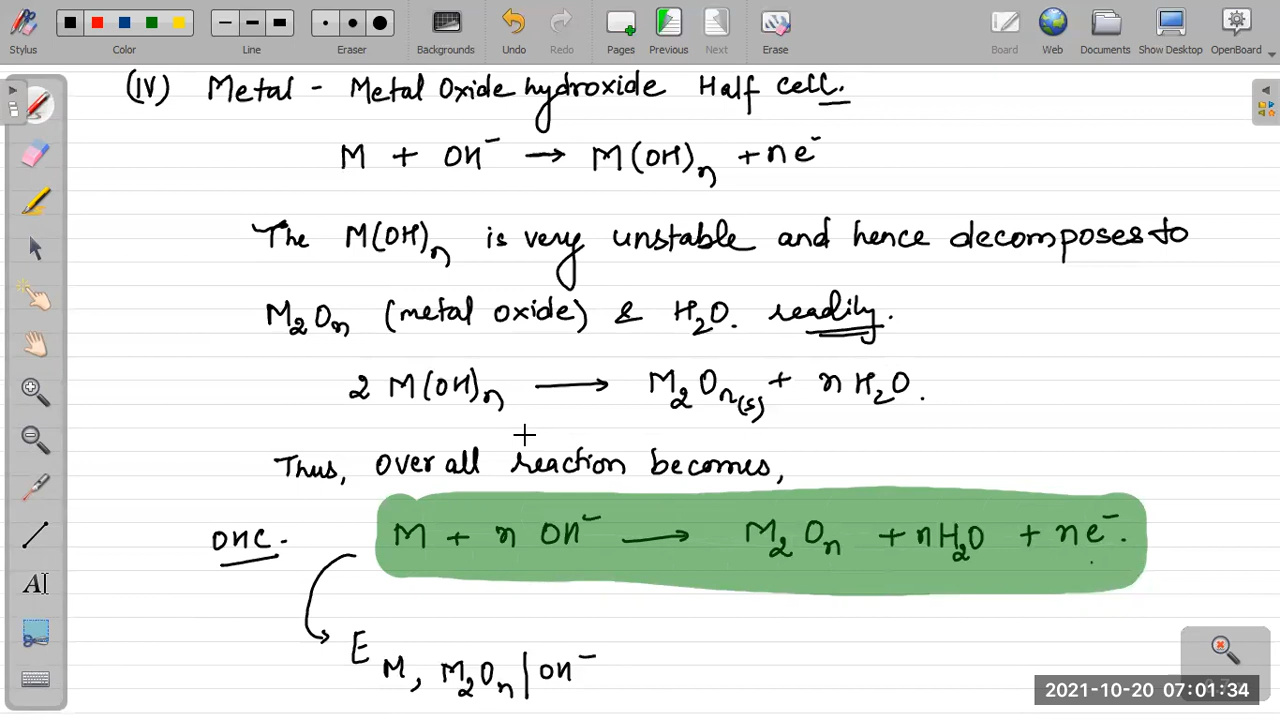 Stylus Color Line Eraser Backgrounds Undo Redo Pages Previous Next Erase Board Web Documents Show Desktop OpenBoard
(IV) Metal - Metal Oxide hydroxide Half cell.
M + OH⁻ → M(OH)ₙ + n e⁻
The M(OH)ₙ is very unstable and hence decomposes to
M₂Oₙ (metal oxide) & H₂O. readily.
2 M(OH)ₙ → M₂Oₙ(s) + n H₂O.
Thus, Over all reaction becomes,
OHC. M + n OH⁻ → M₂Oₙ + nH₂O + n e⁻.
E M, M₂Oₙ | OH⁻
2021-10-20 07:01:34